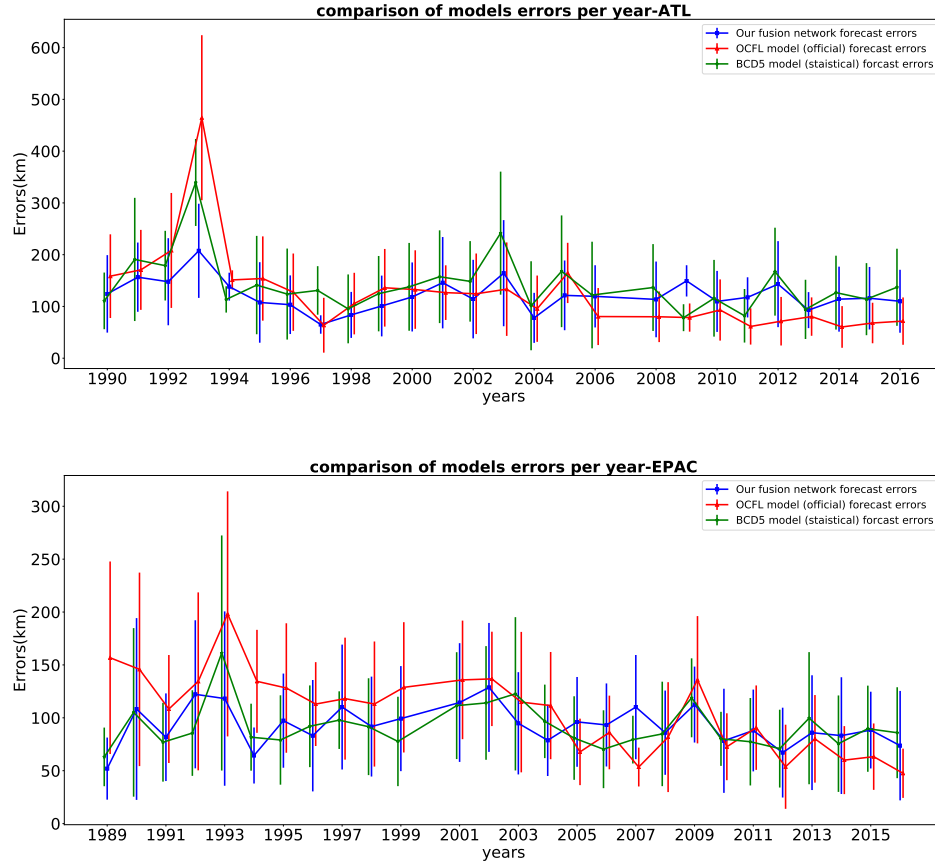 comparison of models errors per year-ATL
Our fusion network forecast errors
OCFL model (official) forecast errors
BCD5 model (staistical) forcast errors
600
500
400
300
200
100
0
Errors(km)
1990 1992 1994 1996 1998 2000 2002 2004 2006 2008 2010 2012 2014 2016
years
comparison of models errors per year-EPAC
Our fusion network forecast errors
OCFL model (official) forecast errors
BCD5 model (staistical) forcast errors
300
250
200
150
100
50
0
Errors(km)
1989 1991 1993 1995 1997 1999 2001 2003 2005 2007 2009 2011 2013 2015
years